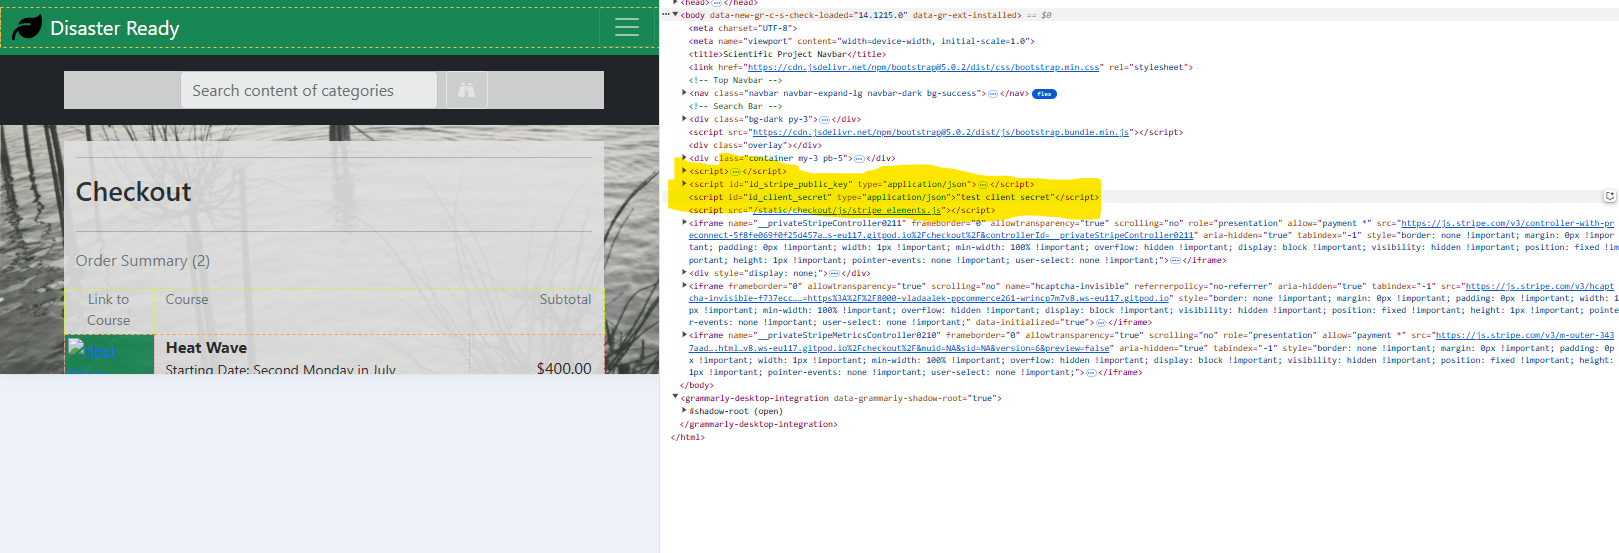 Disaster Ready
Search content of categories
Checkout
Order Summary (2)
Link to Course
Course
Subtotal
Heat
Heat Wave
Starting Date: Second Monday in July
$400.00
<head>…</head>
<body data-new-gr-c-s-check-loaded="14.1215.0" data-gr-ext-installed> == $0
<meta charset="UTF-8">
<meta name="viewport" content="width=device-width, initial-scale=1.0">
<title>Scientific Project Navbar</title>
<link href="https://cdn.jsdelivr.net/npm/bootstrap@5.0.2/dist/css/bootstrap.min.css" rel="stylesheet">
<!-- Top Navbar -->
<nav class="navbar navbar-expand-lg navbar-dark bg-success">…</nav> flex
<!-- Search Bar -->
<div class="bg-dark py-3">…</div>
<script src="https://cdn.jsdelivr.net/npm/bootstrap@5.0.2/dist/js/bootstrap.bundle.min.js"></script>
<div class="overlay"></div>
<div class="container my-3 pb-5">…</div>
<script>…</script>
<script id="id_stripe_public_key" type="application/json">…</script>
<script id="id_client_secret" type="application/json">"test client secret"</script>
<script src="/static/checkout/js/stripe_elements.js"></script>
<iframe name="__privateStripeController0211" frameborder="0" allowtransparency="true" scrolling="no" role="presentation" allow="payment *" src="https://js.stripe.com/v3/controller-with-pr
econnect-5f8fe069f0f25d457a…s-eu117.gitpod.io%2Fcheckout%2F&controllerId=__privateStripeController0211" aria-hidden="true" tabindex="-1" style="border: none !important; margin: 0px !impor
tant; padding: 0px !important; width: 1px !important; min-width: 100% !important; overflow: hidden !important; display: block !important; visibility: hidden !important; position: fixed !im
portant; height: 1px !important; pointer-events: none !important; user-select: none !important;">…</iframe>
<div style="display: none;">…</div>
<iframe frameborder="0" allowtransparency="true" scrolling="no" name="hcaptcha-invisible" referrerpolicy="no-referrer" aria-hidden="true" tabindex="-1" src="https://js.stripe.com/v3/hcapt
cha-invisible-f737ecc……=https%3A%2F%2F8000-vladaalek-ppcommerce261-wrincp7m7v8.ws-eu117.gitpod.io" style="border: none !important; margin: 0px !important; padding: 0px !important; width: 1
px !important; min-width: 100% !important; overflow: hidden !important; display: block !important; visibility: hidden !important; position: fixed !important; height: 1px !important; pointe
r-events: none !important; user-select: none !important;" data-initialized="true">…</iframe>
<iframe name="__privateStripeMetricsController0210" frameborder="0" allowtransparency="true" scrolling="no" role="presentation" allow="payment *" src="https://js.stripe.com/v3/m-outer-343
7aad…html…v8.ws-eu117.gitpod.io%2F&muid=NA&sid=NA&version=6&preview=false" aria-hidden="true" tabindex="-1" style="border: none !important; margin: 0px !important; padding: 0p
x !important; width: 1px !important; min-width: 100% !important; overflow: hidden !important; display: block !important; visibility: hidden !important; position: fixed !important; height:
1px !important; pointer-events: none !important; user-select: none !important;">…</iframe>
</body>
<grammarly-desktop-integration data-grammarly-shadow-root="true">
#shadow-root (open)
</grammarly-desktop-integration>
</html>